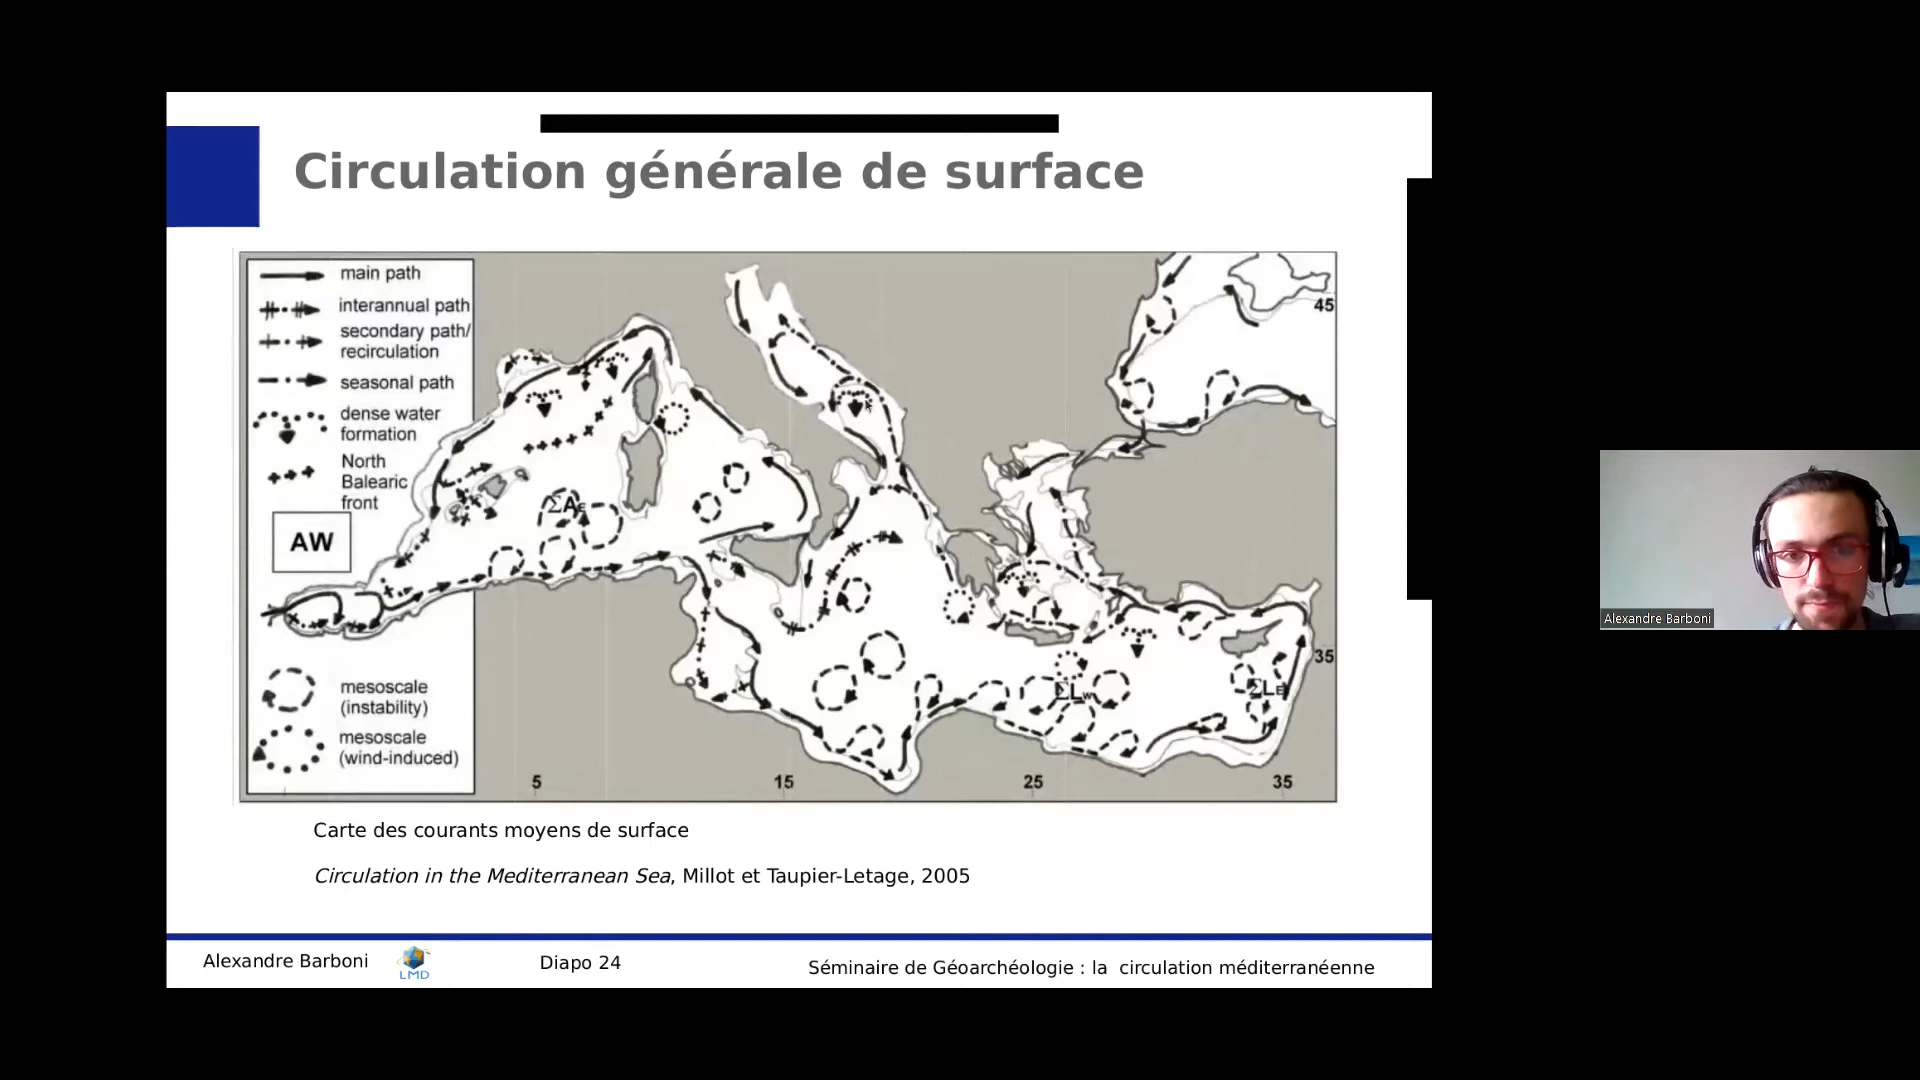 Circulation générale de surface
main path
interannual path
secondary path/
recirculation
seasonal path
dense water
formation
North
Balearic
front
AW
mesoscale
(instability)
mesoscale
(wind-induced)
ΣAE
ΣLW
ΣLE
45
35
5
15
25
35
Carte des courants moyens de surface
Circulation in the Mediterranean Sea, Millot et Taupier-Letage, 2005
Alexandre Barboni
LMD
Diapo 24
Séminaire de Géoarchéologie : la circulation méditerranéenne
Alexandre Barboni